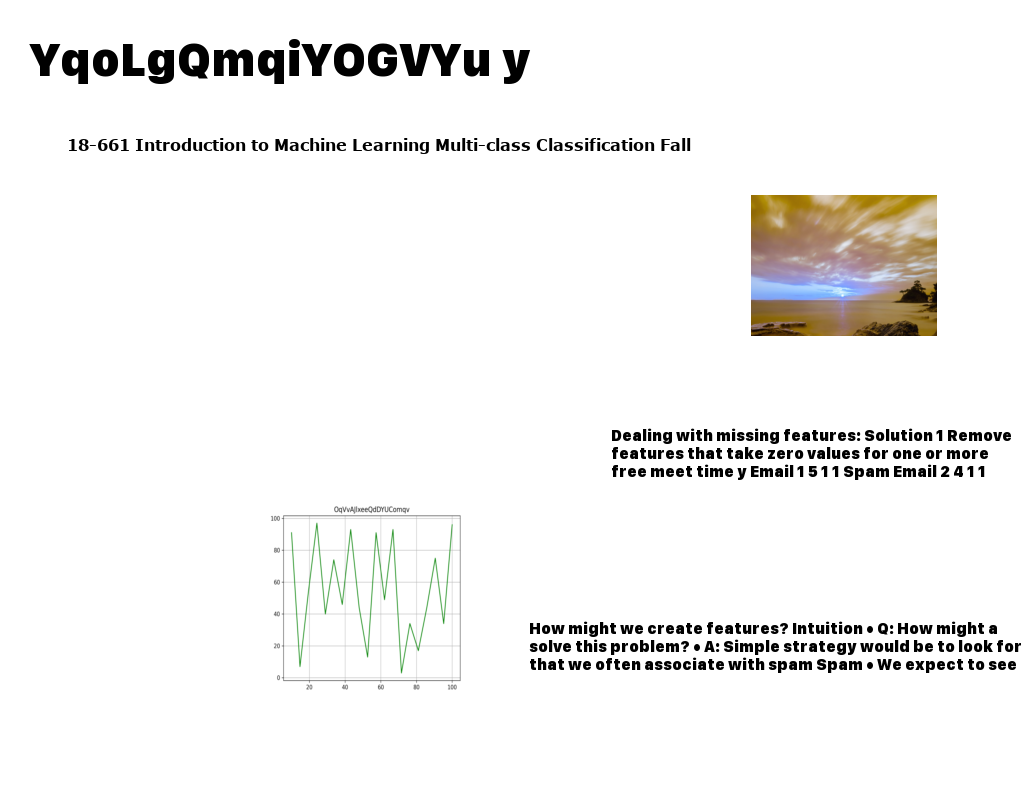 YqoLgQmqiYOGVYu y
18-661 Introduction to Machine Learning Multi-class Classification Fall
Dealing with missing features: Solution 1 Remove
features that take zero values for one or more
free meet time y Email 1 5 1 1 Spam Email 2 4 1 1
OqVvAjlxeeQdDYUComqv
100
80
60
40
20
0
20 40 60 80 100
How might we create features? Intuition • Q: How might a
solve this problem? • A: Simple strategy would be to look for
that we often associate with spam Spam • We expect to see